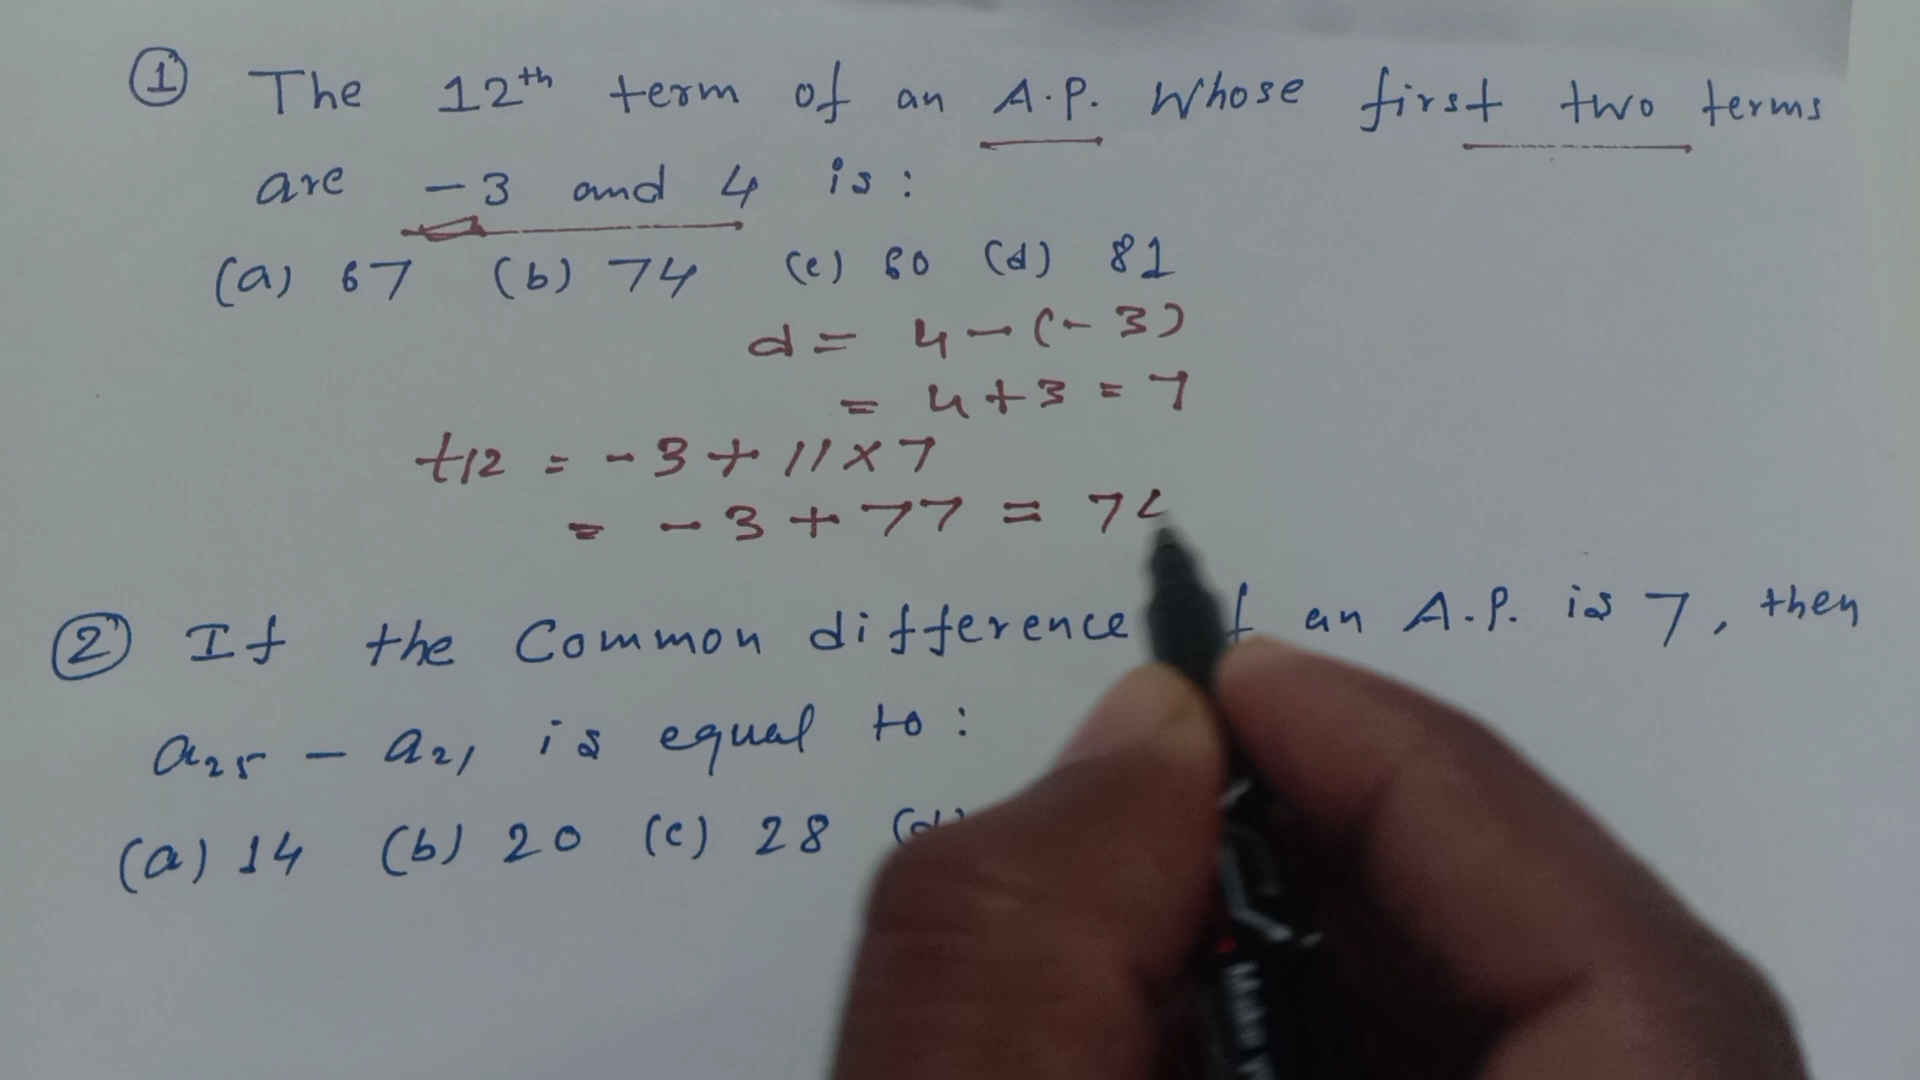 ① The 12th term of an A.P. Whose first two terms
are -3 and 4 is:
(a) 67 (b) 74 (c) 80 (d) 81
d = 4-(-3)
= 4+3 = 7
t12 = -3+11×7
= -3+77 = 74
② If the Common difference of an A.P. is 7, then
a25 - a21 is equal to:
(a) 14 (b) 20 (c) 28 (d)